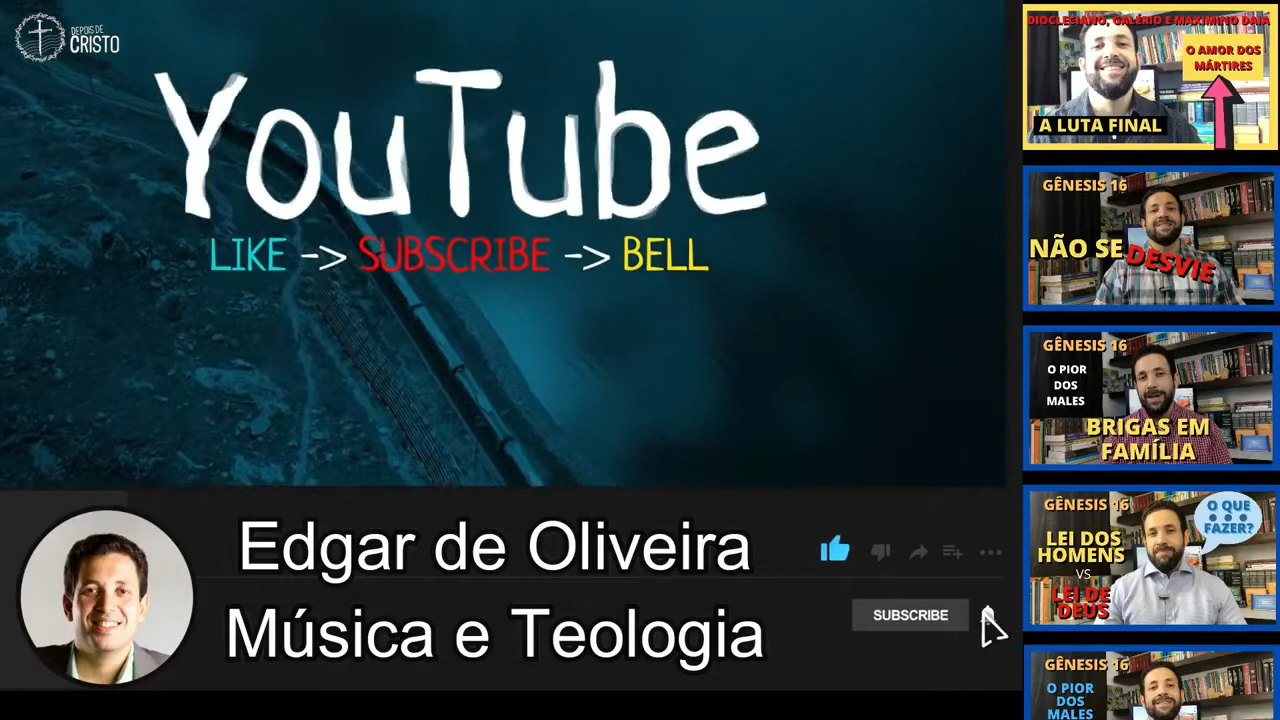 DEPOIS DE
CRISTO
YouTube
LIKE -> SUBSCRIBE -> BELL
Edgar de Oliveira
Música e Teologia
SUBSCRIBE
DIOCLECIANO, GALÉRIO E MAXIMINO DAIA
O AMOR DOS
MÁRTIRES
A LUTA FINAL
GÊNESIS 16
NÃO SE DESVIE
GÊNESIS 16
O PIOR
DOS
MALES
BRIGAS EM
FAMÍLIA
GÊNESIS 16
O QUE
FAZER?
LEI DOS
HOMENS
VS
LEI DE
DEUS
GÊNESIS 16
O PIOR
DOS
MALES